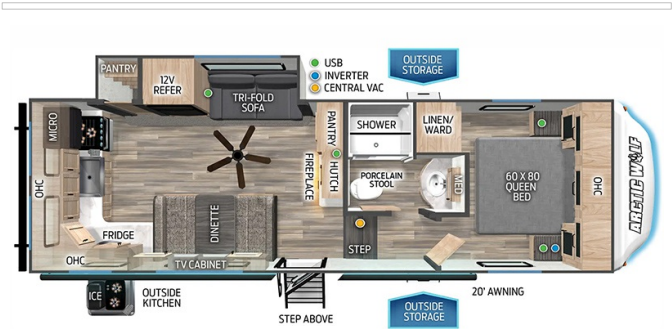 USB
INVERTER
CENTRAL VAC
OUTSIDE
STORAGE
PANTRY
12V
REFER
TRI-FOLD
SOFA
MICRO
PANTRY
HUTCH
FIREPLACE
SHOWER
LINEN/
WARD
PORCELAIN
STOOL
MED
60 X 80
QUEEN
BED
OHC
ARCTIC WOLF
OHC
FRIDGE
OHC
DINETTE
TV CABINET
STEP
ICE
OUTSIDE
KITCHEN
STEP ABOVE
OUTSIDE
STORAGE
20' AWNING